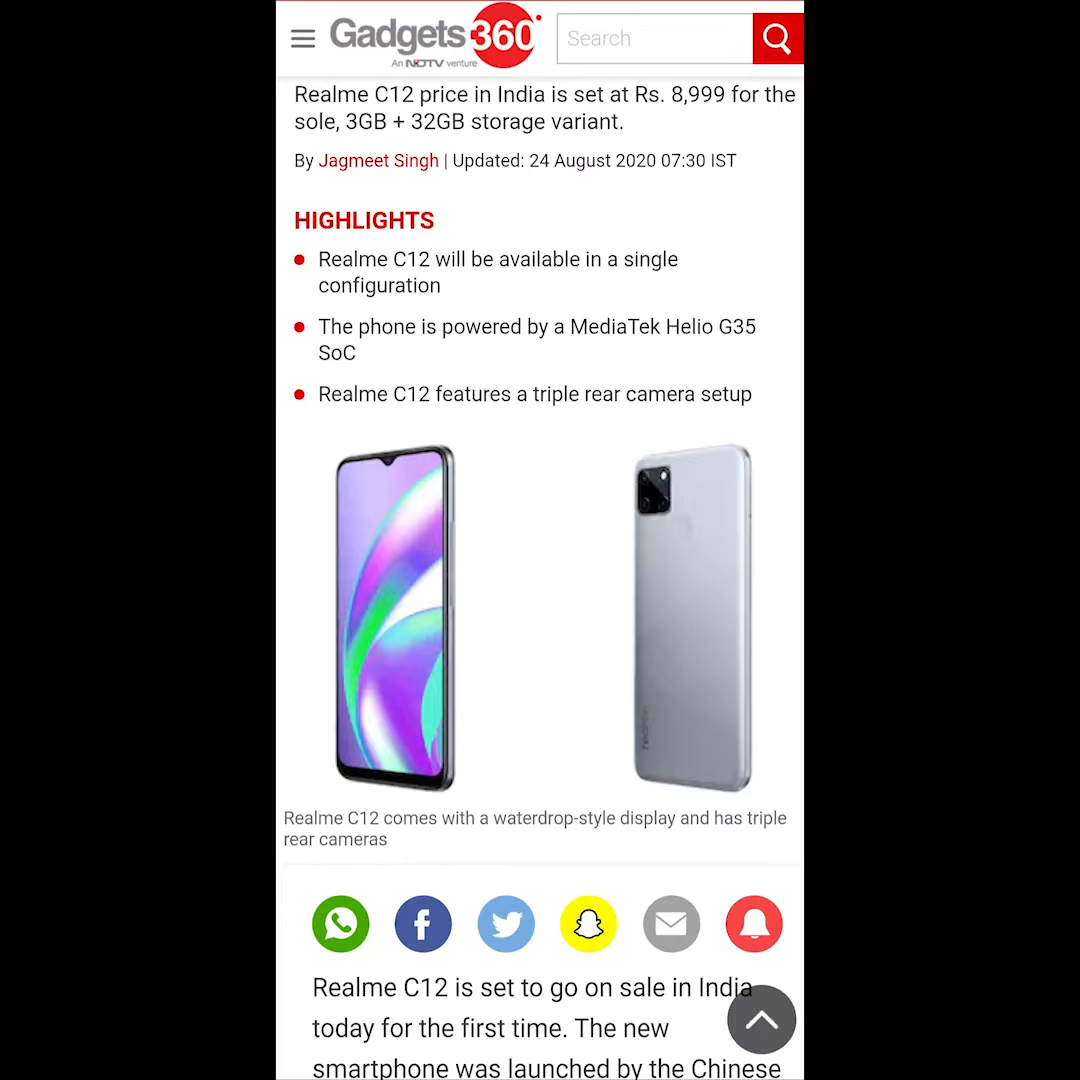 Gadgets 360
Search
An NDTV venture
Realme C12 price in India is set at Rs. 8,999 for the
sole, 3GB + 32GB storage variant.
By Jagmeet Singh | Updated: 24 August 2020 07:30 IST
HIGHLIGHTS
Realme C12 will be available in a single
configuration
The phone is powered by a MediaTek Helio G35
SoC
Realme C12 features a triple rear camera setup
realme
Realme C12 comes with a waterdrop-style display and has triple
rear cameras
Realme C12 is set to go on sale in India
today for the first time. The new
smartphone was launched by the Chinese